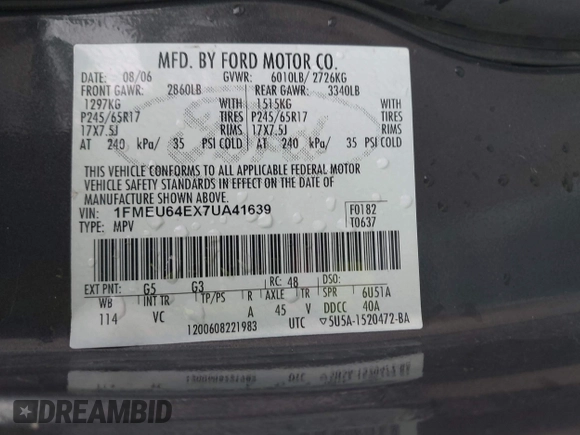 MFD. BY FORD MOTOR CO.
DATE 08/06 GVWR: 6010LB/ 2726KG
FRONT GAWR: 2860LB REAR GAWR: 3340LB
1297KG WITH 1515KG WITH
P245/65R17 TIRES P245/65R17 TIRES
17X7.5J RIMS 17X7.5J RIMS
AT 240 kPa/ 35 PSI COLD AT 240 kPa/ 35 PSI COLD
THIS VEHICLE CONFORMS TO ALL APPLICABLE FEDERAL MOTOR
VEHICLE SAFETY STANDARDS IN EFFECT ON THE DATE OF
MANUFACTURE SHOWN ABOVE.
VIN: 1FMEU64EX7UA41639 F0182
TYPE: MPV T0637
EXT PNT: G5 G3 RC: 48 DSO:
WB INT TR TP/PS R AXLE TR SPR 6U51A
114 VC A 45 V DDCC 40A
1200608221983 UTC ▽5U5A-1520472-BA
DREAMBID